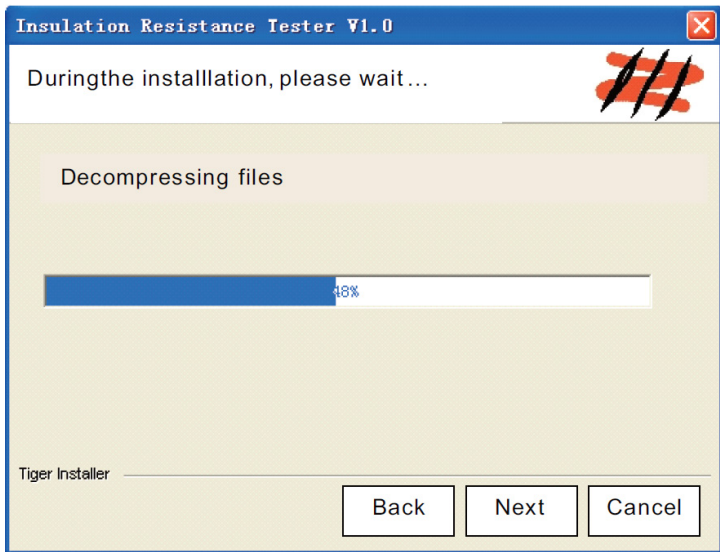 Insulation Resistance Tester V1.0
Duringthe installlation, please wait...
Decompressing files
48%
Tiger Installer
Back Next Cancel